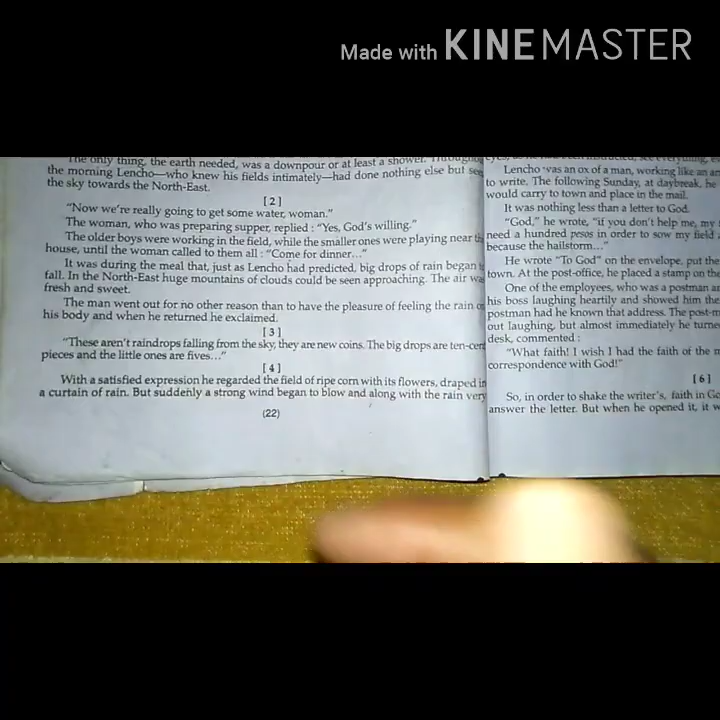 Made with KINEMASTER
The only thing, the earth needed, was a downpour or at least a shower. Throughout
the morning Lencho—who knew his fields intimately—had done nothing else but see
the sky towards the North-East.
[ 2 ]
"Now we're really going to get some water, woman."
The woman, who was preparing supper, replied : "Yes, God's willing."
The older boys were working in the field, while the smaller ones were playing near the
house, until the woman called to them all : "Come for dinner..."
It was during the meal that, just as Lencho had predicted, big drops of rain began
fall. In the North-East huge mountains of clouds could be seen approaching. The air was
fresh and sweet.
The man went out for no other reason than to have the pleasure of feeling the rain
his body and when he returned he exclaimed.
[ 3 ]
"These aren't raindrops falling from the sky, they are new coins. The big drops are ten-cent
pieces and the little ones are fives..."
[ 4 ]
With a satisfied expression he regarded the field of ripe corn with its flowers, draped in
a curtain of rain. But suddenly a strong wind began to blow and along with the rain very
(22)
see everything,
Lencho was an ox of a man, working like an
to write. The following Sunday, at daybreak, he
would carry to town and place in the mail.
It was nothing less than a letter to God.
"God," he wrote, "if you don't help me, my
need a hundred pesos in order to sow my field
because the hailstorm..."
He wrote "To God" on the envelope, put the
town. At the post-office, he placed a stamp on the
One of the employees, who was a postman
his boss laughing heartily and showed him the
postman had he known that address. The
out laughing, but almost immediately he turned
desk, commented :
"What faith! I wish I had the faith of the
correspondence with God!"
[ 6 ]
So, in order to shake the writer's, faith in
answer the letter. But when he opened it, it